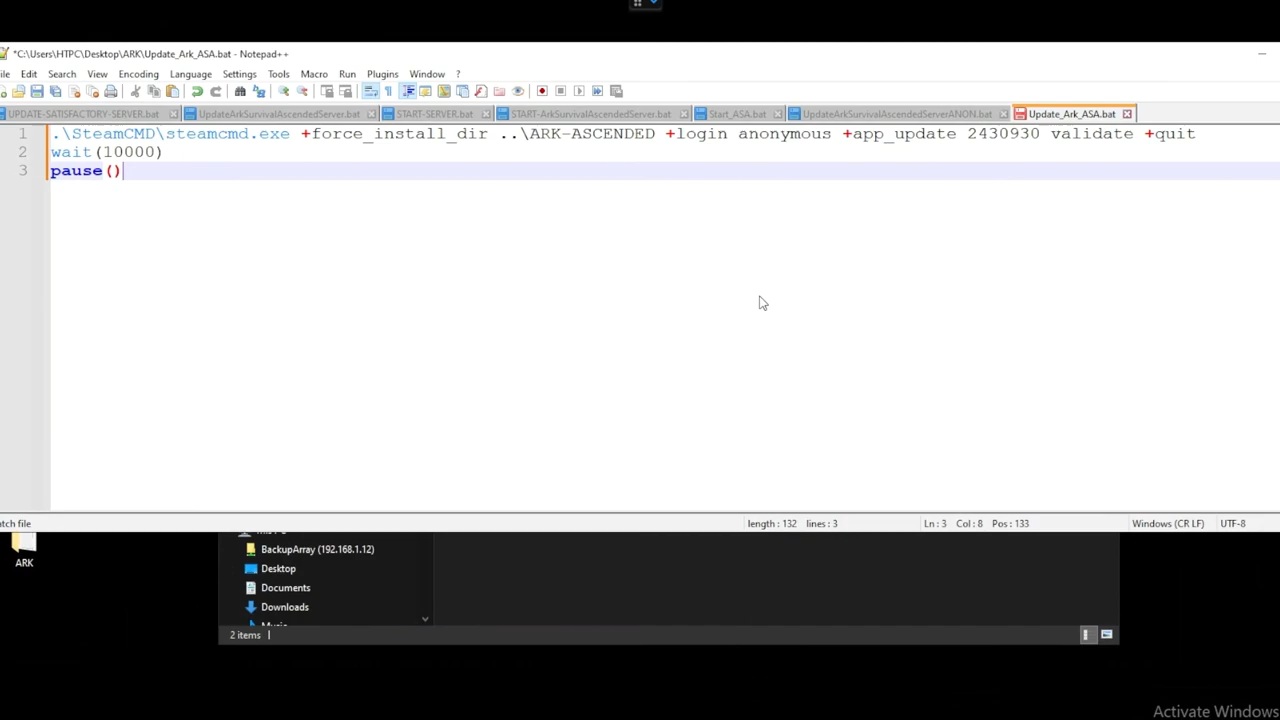 *C:\Users\HTPC\Desktop\ARK\Update_Ark_ASA.bat - Notepad++
Edit Search View Encoding Language Settings Tools Macro Run Plugins Window ?
UPDATE-SATISFACTORY-SERVER.bat UpdateArkSurvivalAscendedServer.bat START-SERVER.bat START-ArkSurvivalAscendedServer.bat Start_ASA.bat UpdateArkSurvivalAscendedServerANON.bat Update_Ark_ASA.bat
1 .\SteamCMD\steamcmd.exe +force_install_dir ..\ARK-ASCENDED +login anonymous +app_update 2430930 validate +quit
2 wait(10000)
3 pause()
length : 132 lines : 3 Ln : 3 Col : 8 Pos : 133 Windows (CR LF) UTF-8
ARK
BackupArray (192.168.1.12)
Desktop
Documents
Downloads
2 items
Activate Windows